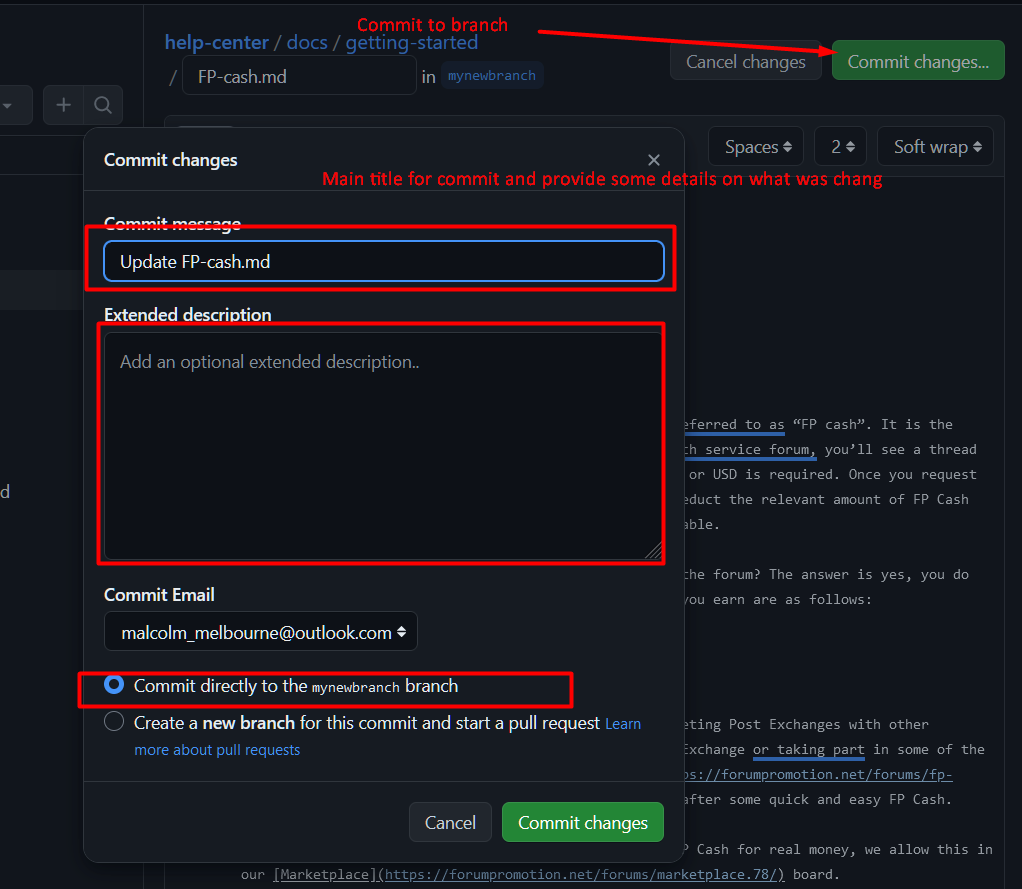 Commit to branch
help-center / docs / getting-started
/ FP-cash.md in mynewbranch
Cancel changes
Commit changes...
Spaces
2
Soft wrap
Commit changes
Main title for commit and provide some details on what was chang
Commit message
Update FP-cash.md
Extended description
Add an optional extended description..
eferred to as “FP cash”. It is the
th service forum, you’ll see a thread
or USD is required. Once you request
educt the relevant amount of FP Cash
able.
d
the forum? The answer is yes, you do
you earn are as follows:
Commit Email
malcolm_melbourne@outlook.com
Commit directly to the mynewbranch branch
Create a new branch for this commit and start a pull request Learn
more about pull requests
eting Post Exchanges with other
Exchange or taking part in some of the
ps://forumpromotion.net/forums/fp-
after some quick and easy FP Cash.
Cancel
Commit changes
P Cash for real money, we allow this in
our [Marketplace](https://forumpromotion.net/forums/marketplace.78/) board.